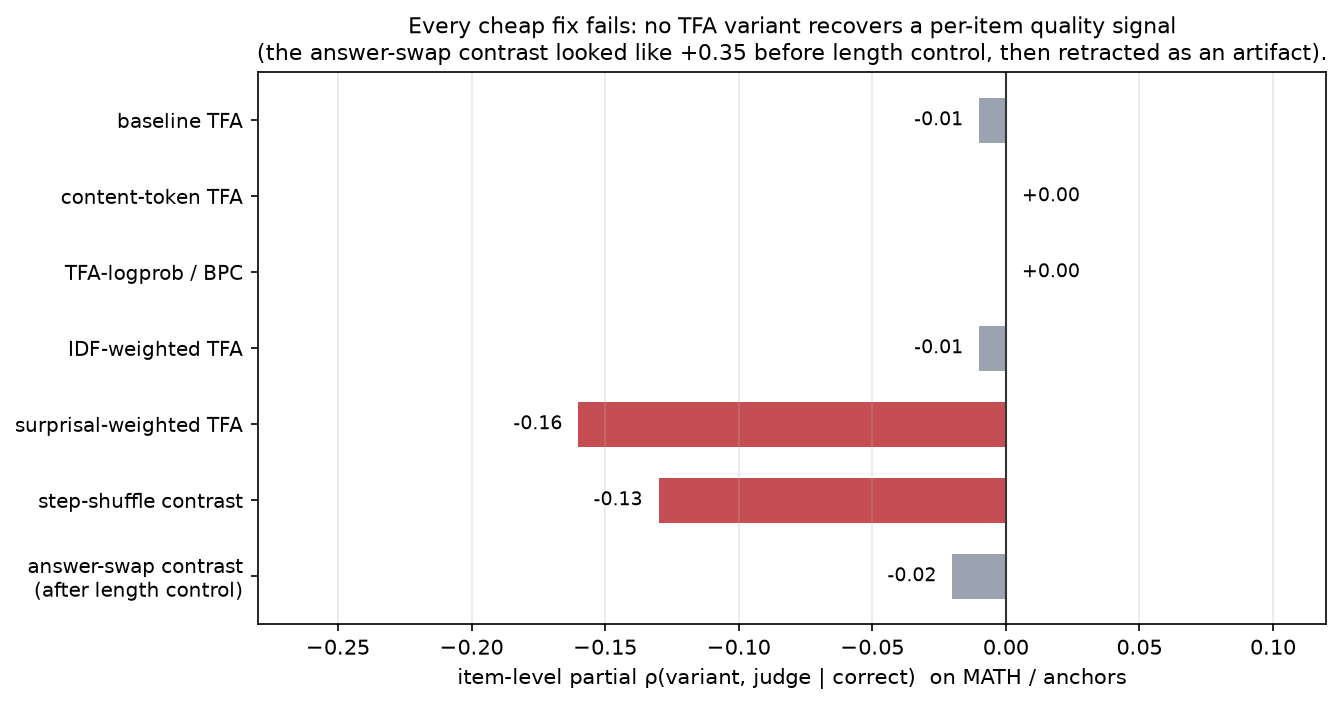 Every cheap fix fails: no TFA variant recovers a per-item quality signal
(the answer-swap contrast looked like +0.35 before length control, then retracted as an artifact).
baseline TFA
-0.01
content-token TFA
+0.00
TFA-logprob / BPC
+0.00
IDF-weighted TFA
-0.01
surprisal-weighted TFA
-0.16
step-shuffle contrast
-0.13
answer-swap contrast
(after length control)
-0.02
−0.25 −0.20 −0.15 −0.10 −0.05 0.00 0.05 0.10
item-level partial ρ(variant, judge | correct)  on MATH / anchors